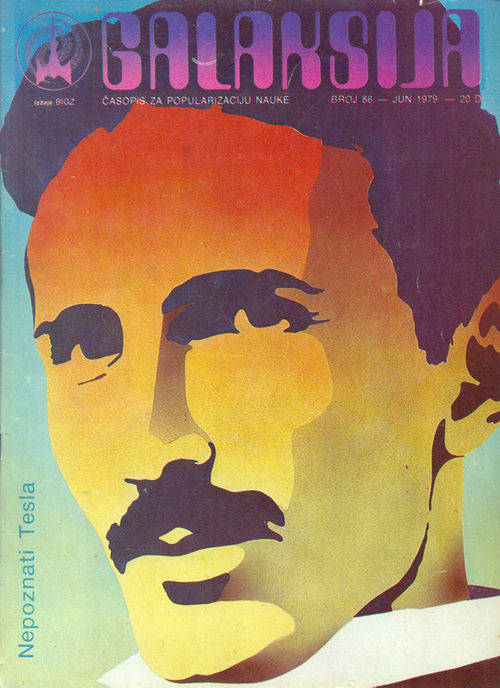 GALAKSIJA
Izdaje BIGZ
ČASOPIS ZA POPULARIZACIJU NAUKE BROJ 86 — JUN 1979. — 20 D
Nepoznati Tesla